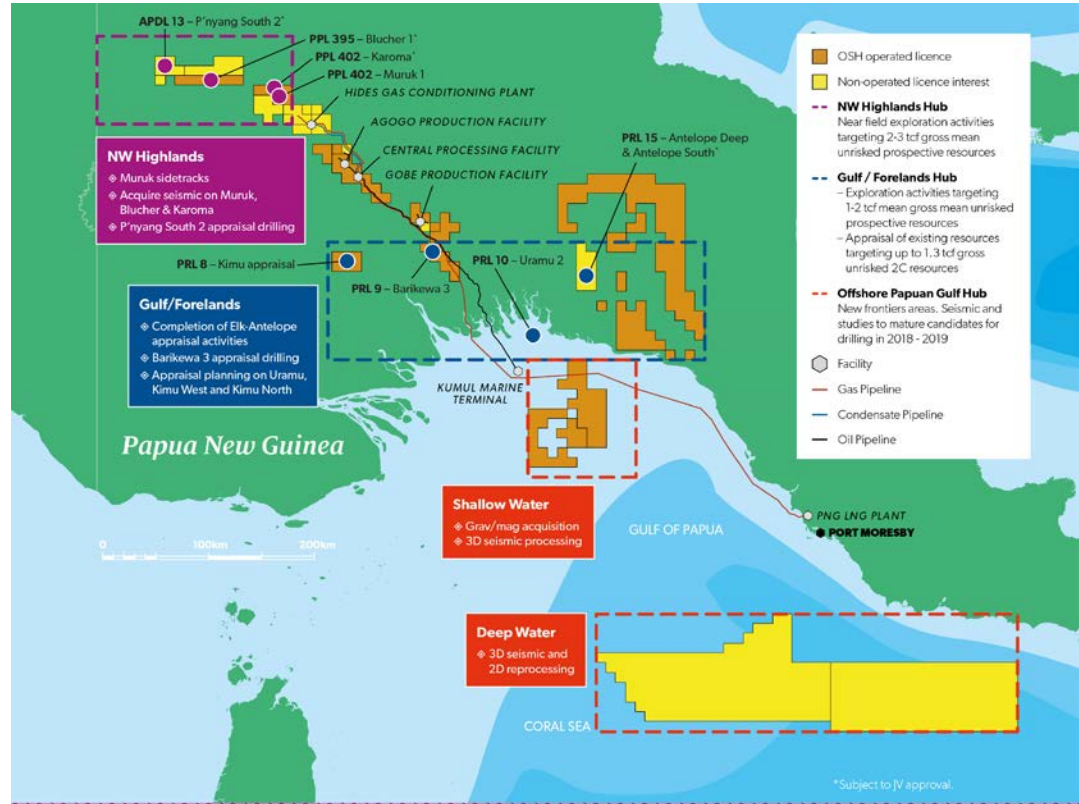 APDL 13 – P'nyang South 2*
PPL 395 – Blucher 1*
PPL 402 – Karoma*
PPL 402 – Muruk 1
HIDES GAS CONDITIONING PLANT
AGOGO PRODUCTION FACILITY
CENTRAL PROCESSING FACILITY
GOBE PRODUCTION FACILITY
PRL 15 – Antelope Deep
& Antelope South*
NW Highlands
Muruk sidetracks
Acquire seismic on Muruk,
Blucher & Karoma
P'nyang South 2 appraisal drilling
PRL 8 – Kimu appraisal
PRL 9 – Barikewa 3
PRL 10 – Uramu 2
Gulf/Forelands
Completion of Elk-Antelope
appraisal activities
Barikewa 3 appraisal drilling
Appraisal planning on Uramu,
Kimu West and Kimu North
KUMUL MARINE
TERMINAL
Papua New Guinea
0 100km 200km
Shallow Water
Grav/mag acquisition
3D seismic processing
GULF OF PAPUA
PNG LNG PLANT
PORT MORESBY
Deep Water
3D seismic and
2D reprocessing
CORAL SEA
*Subject to JV approval.
OSH operated licence
Non-operated licence interest
NW Highlands Hub
Near field exploration activities
targeting 2-3 tcf gross mean
unrisked prospective resources
Gulf / Forelands Hub
– Exploration activities targeting
1-2 tcf mean gross mean unrisked
prospective resources
– Appraisal of existing resources
targeting up to 1.3 tcf gross
unrisked 2C resources
Offshore Papuan Gulf Hub
New frontiers areas. Seismic and
studies to mature candidates for
drilling in 2018 - 2019
Facility
Gas Pipeline
Condensate Pipeline
Oil Pipeline